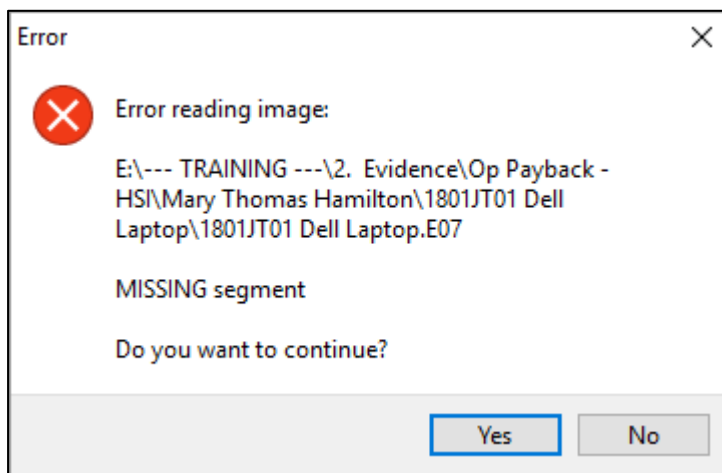 Error
Error reading image:
E:\--- TRAINING ---\2.  Evidence\Op Payback -
HSI\Mary Thomas Hamilton\1801JT01 Dell
Laptop\1801JT01 Dell Laptop.E07
MISSING segment
Do you want to continue?
Yes
No